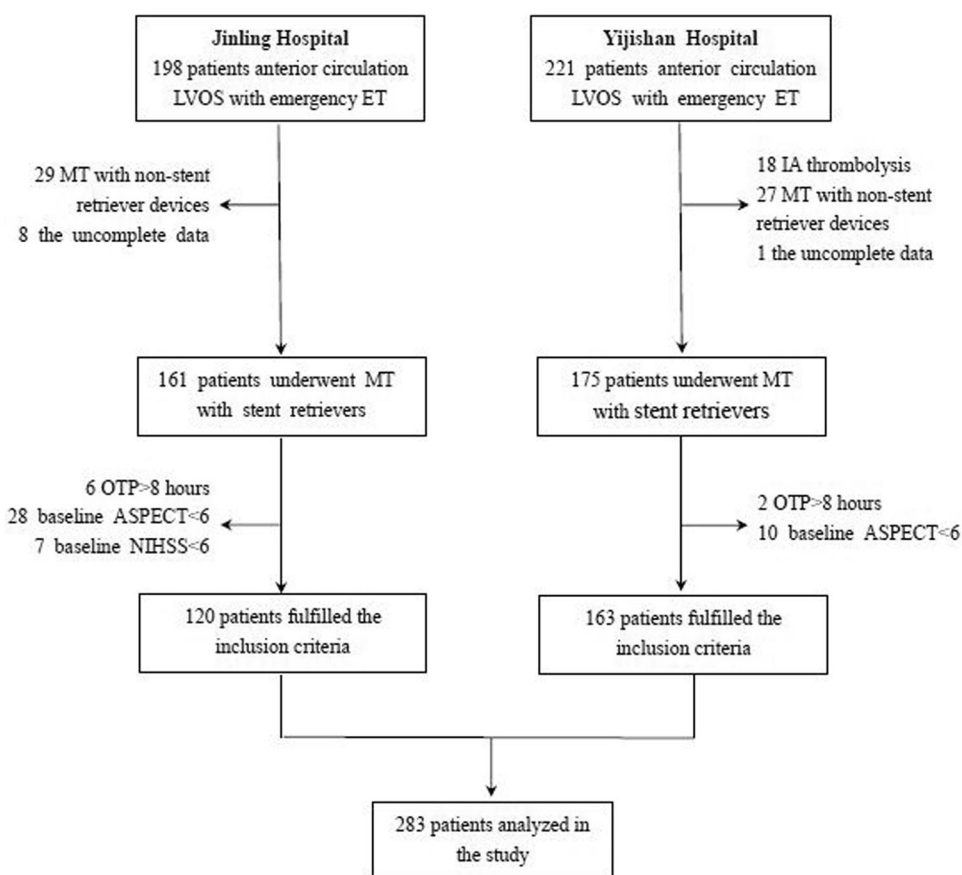 Jinling Hospital
198 patients anterior circulation
LVOS with emergency ET
Yijishan Hospital
221 patients anterior circulation
LVOS with emergency ET
29 MT with non-stent
retriever devices
8 the uncomplete data
18 IA thrombolysis
27 MT with non-stent
retriever devices
1 the uncomplete data
161 patients underwent MT
with stent retrievers
175 patients underwent MT
with stent retrievers
6 OTP>8 hours
28 baseline ASPECT<6
7 baseline NIHSS<6
2 OTP>8 hours
10 baseline ASPECT<6
120 patients fulfilled the
inclusion criteria
163 patients fulfilled the
inclusion criteria
283 patients analyzed in
the study